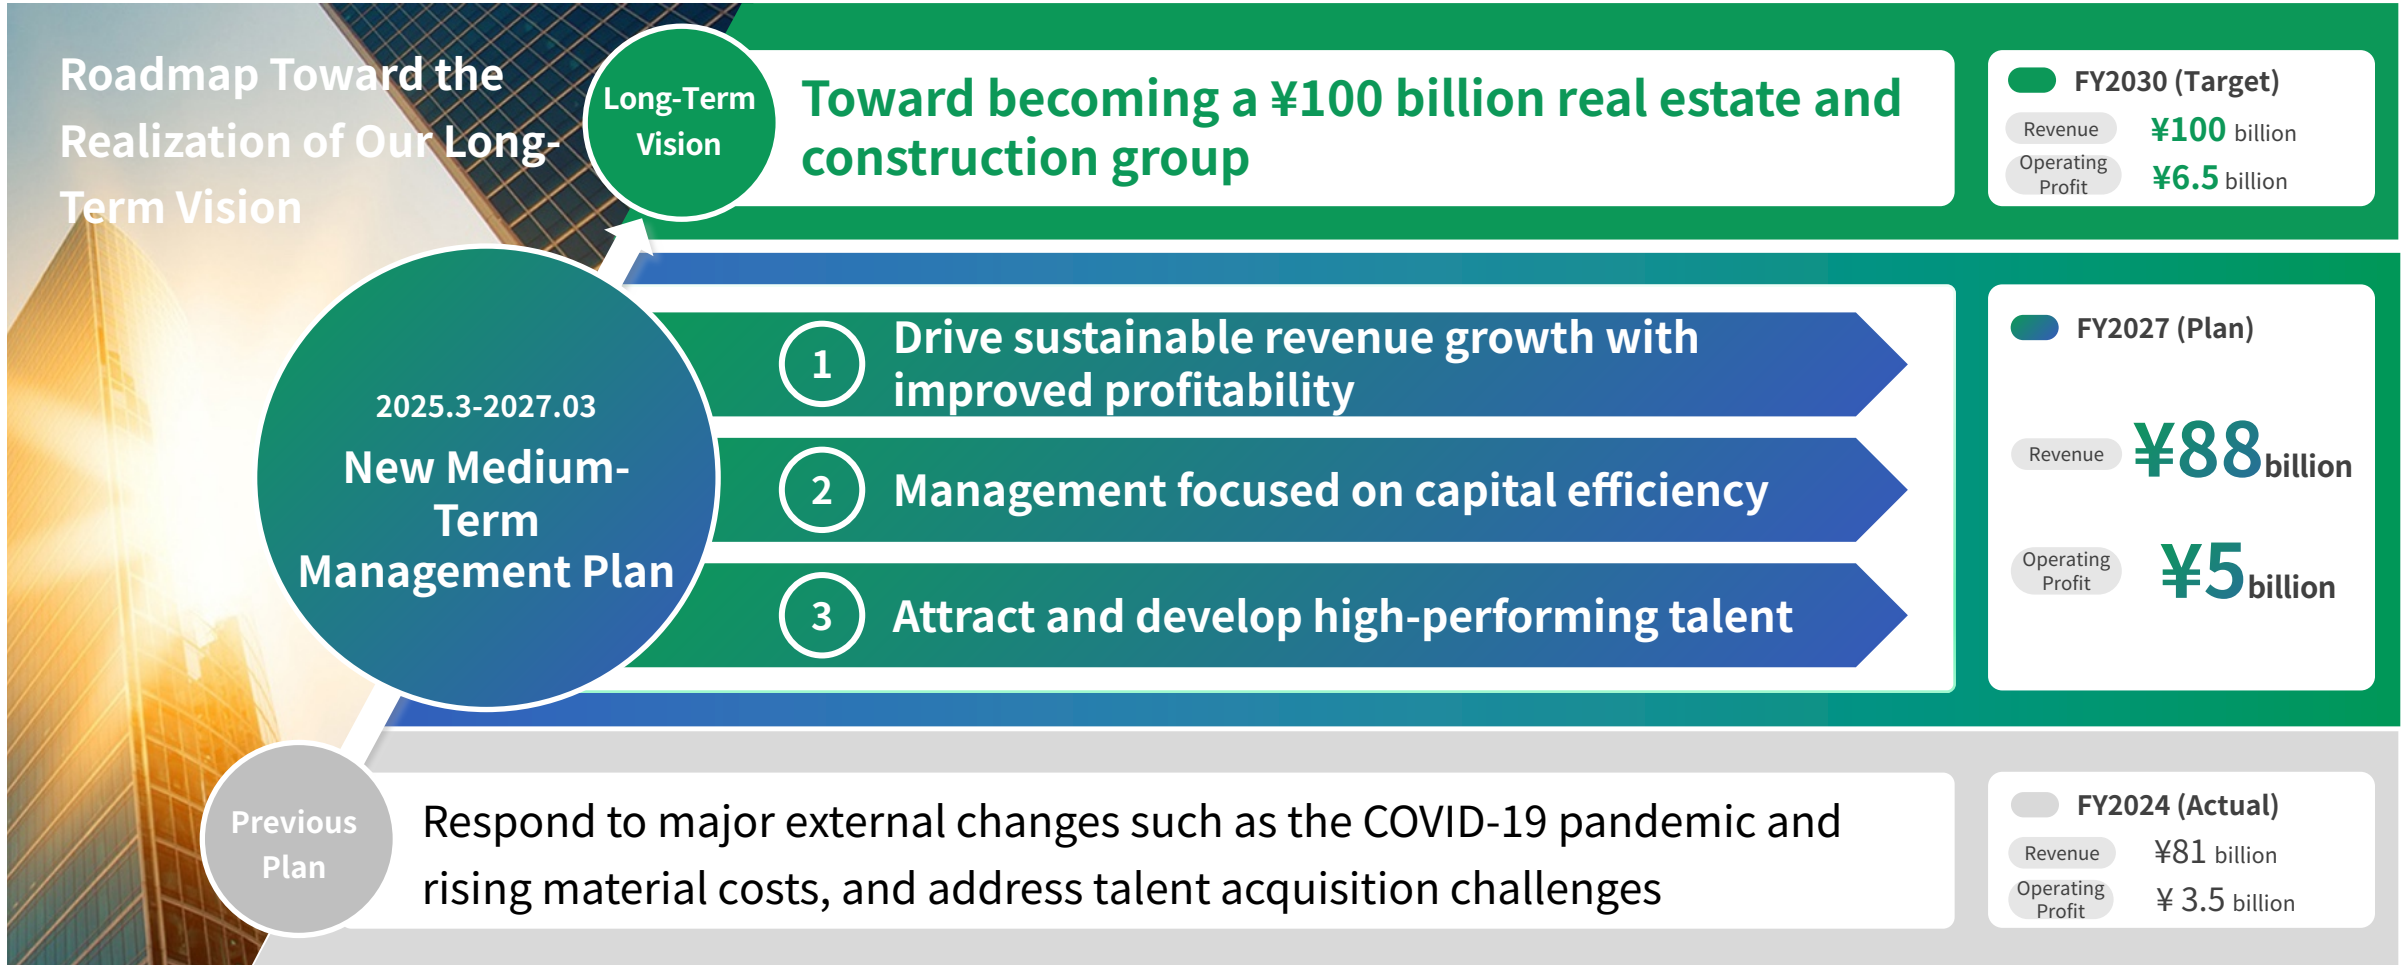 Roadmap Toward the
Realization of Our Long-
Term Vision
Long-Term
Vision
Toward becoming a ¥100 billion real estate and
construction group
FY2030 (Target)
Revenue ¥100 billion
Operating
Profit
¥6.5 billion
2025.3-2027.03
New Medium-
Term
Management Plan
1
Drive sustainable revenue growth with
improved profitability
2
Management focused on capital efficiency
3
Attract and develop high-performing talent
FY2027 (Plan)
Revenue ¥88 billion
Operating
Profit
¥5 billion
Previous
Plan
Respond to major external changes such as the COVID-19 pandemic and
rising material costs, and address talent acquisition challenges
FY2024 (Actual)
Revenue ¥81 billion
Operating
Profit
¥ 3.5 billion